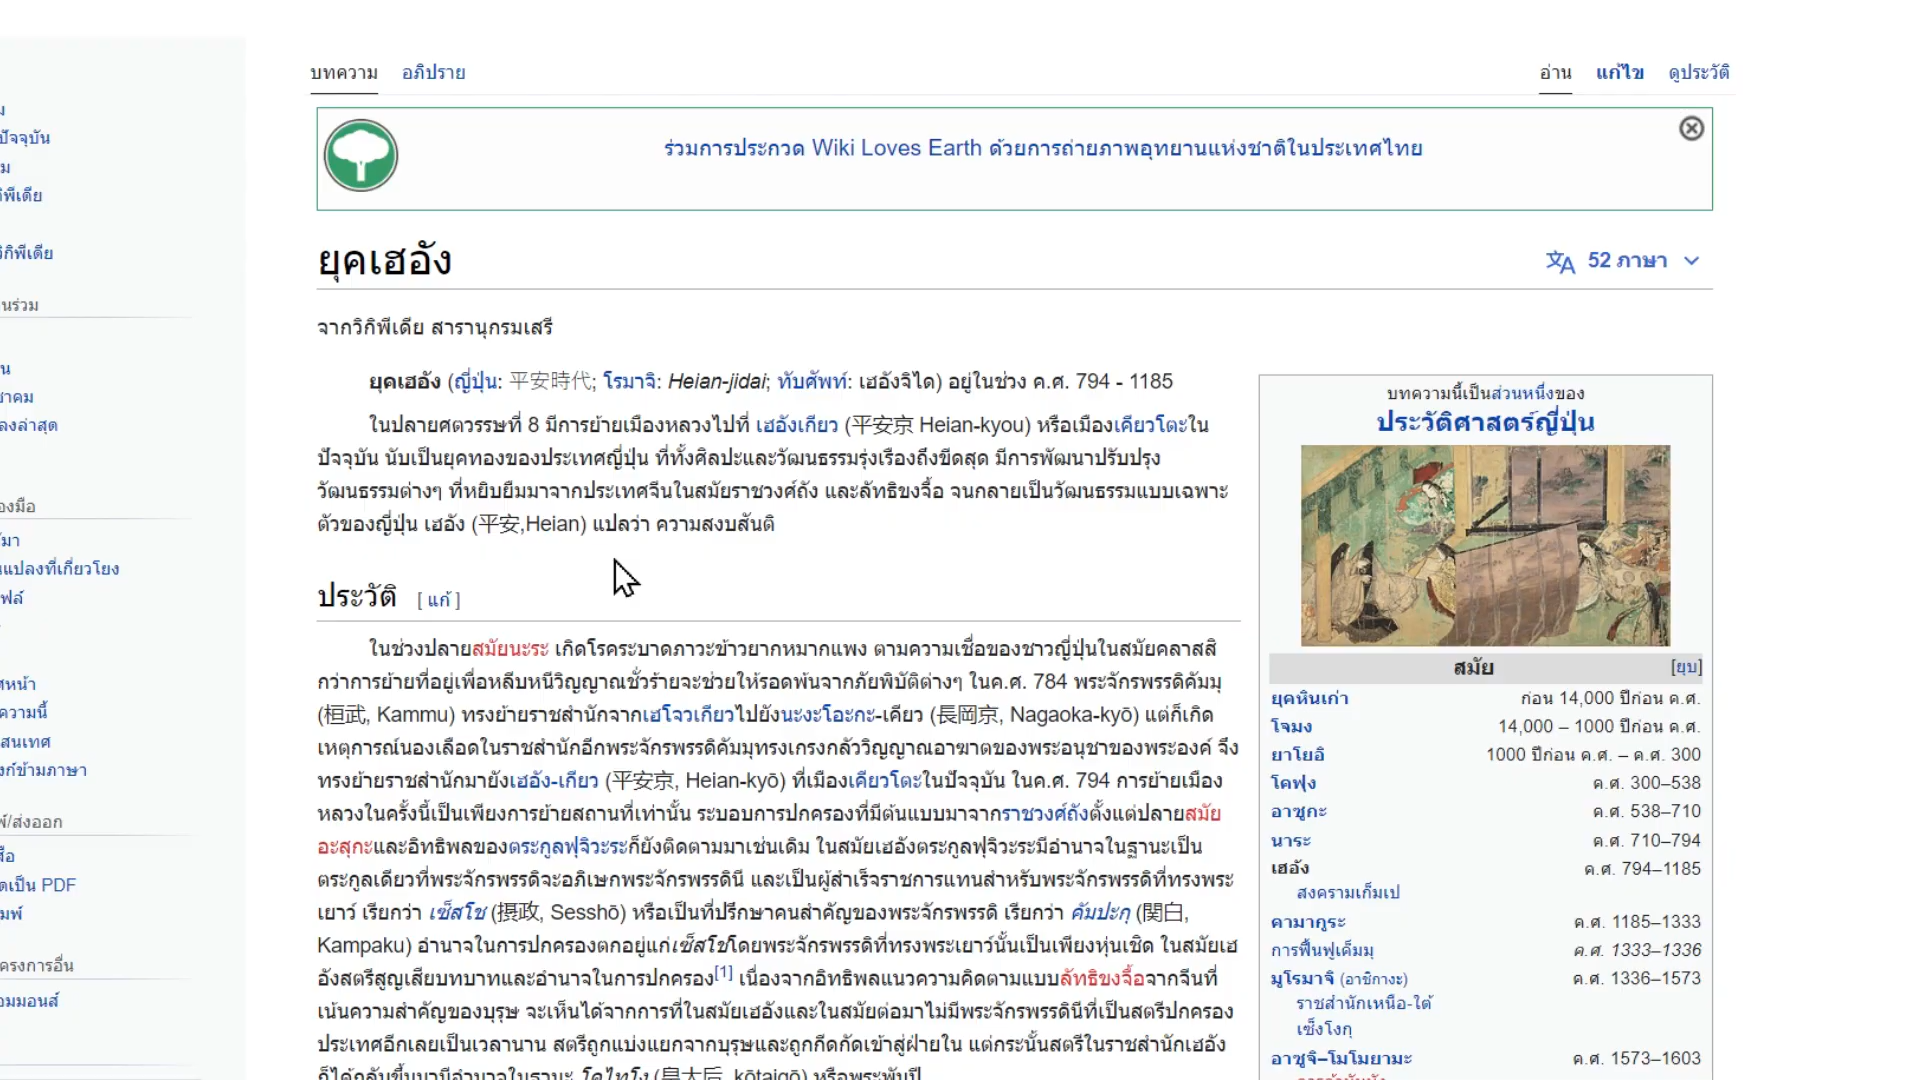 บทความ อภิปราย อ่าน แก้ไข ดูประวัติ
ร่วมการประกวด Wiki Loves Earth ด้วยการถ่ายภาพอุทยานแห่งชาติในประเทศไทย
ยุคเฮอัง
52 ภาษา
จากวิกิพีเดีย สารานุกรมเสรี
ยุคเฮอัง (ญี่ปุ่น: 平安時代; โรมาจิ: Heian-jidai; ทับศัพท์: เฮอังจิได) อยู่ในช่วง ค.ศ. 794 - 1185
ในปลายศตวรรษที่ 8 มีการย้ายเมืองหลวงไปที่ เฮอังเกียว (平安京 Heian-kyou) หรือเมืองเคียวโตะใน
ปัจจุบัน นับเป็นยุคทองของประเทศญี่ปุ่น ที่ทั้งศิลปะและวัฒนธรรมรุ่งเรืองถึงขีดสุด มีการพัฒนาปรับปรุง
วัฒนธรรมต่างๆ ที่หยิบยืมมาจากประเทศจีนในสมัยราชวงศ์ถัง และลัทธิขงจื้อ จนกลายเป็นวัฒนธรรมแบบเฉพาะ
ตัวของญี่ปุ่น เฮอัง (平安,Heian) แปลว่า ความสงบสันติ
ประวัติ [ แก้ ]
ในช่วงปลายสมัยนะระ เกิดโรคระบาดภาวะข้าวยากหมากแพง ตามความเชื่อของชาวญี่ปุ่นในสมัยคลาสสิ
กว่าการย้ายที่อยู่เพื่อหลีบหนีวิญญาณชั่วร้ายจะช่วยให้รอดพ้นจากภัยพิบัติต่างๆ ในค.ศ. 784 พระจักรพรรดิคัมมุ
(桓武, Kammu) ทรงย้ายราชสำนักจากเฮโจวเกียวไปยังนะงะโอะกะ-เคียว (長岡京, Nagaoka-kyō) แต่ก็เกิด
เหตุการณ์นองเลือดในราชสำนักอีกพระจักรพรรดิคัมมุทรงเกรงกลัววิญญาณอาฆาตของพระอนุชาของพระองค์ จึง
ทรงย้ายราชสำนักมายังเฮอัง-เกียว (平安京, Heian-kyō) ที่เมืองเคียวโตะในปัจจุบัน ในค.ศ. 794 การย้ายเมือง
หลวงในครั้งนี้เป็นเพียงการย้ายสถานที่เท่านั้น ระบอบการปกครองที่มีต้นแบบมาจากราชวงศ์ถังตั้งแต่ปลายสมัย
อะสุกะและอิทธิพลของตระกูลฟุจิวะระก็ยังติดตามมาเช่นเดิม ในสมัยเฮอังตระกูลฟุจิวะระมีอำนาจในฐานะเป็น
ตระกูลเดียวที่พระจักรพรรดิจะอภิเษกพระจักรพรรดินี และเป็นผู้สำเร็จราชการแทนสำหรับพระจักรพรรดิที่ทรงพระ
เยาว์ เรียกว่า เซ็สโช (摂政, Sesshō) หรือเป็นที่ปรึกษาคนสำคัญของพระจักรพรรดิ เรียกว่า คัมปะกุ (関白,
Kampaku) อำนาจในการปกครองตกอยู่แก่เซ็สโชโดยพระจักรพรรดิที่ทรงพระเยาว์นั้นเป็นเพียงหุ่นเชิด ในสมัยเฮ
อังสตรีสูญเสียบทบาทและอำนาจในการปกครอง[1] เนื่องจากอิทธิพลแนวความคิดตามแบบลัทธิขงจื้อจากจีนที่
เน้นความสำคัญของบุรุษ จะเห็นได้จากการที่ในสมัยเฮอังและในสมัยต่อมาไม่มีพระจักรพรรดินีที่เป็นสตรีปกครอง
ประเทศอีกเลยเป็นเวลานาน สตรีถูกแบ่งแยกจากบุรุษและถูกกีดกัดเข้าสู่ฝ่ายใน แต่กระนั้นสตรีในราชสำนักเฮอัง
บทความนี้เป็นส่วนหนึ่งของ
ประวัติศาสตร์ญี่ปุ่น
สมัย [ยุบ]
ยุคหินเก่า ก่อน 14,000 ปีก่อน ค.ศ.
โจมง 14,000 – 1000 ปีก่อน ค.ศ.
ยาโยอิ 1000 ปีก่อน ค.ศ. – ค.ศ. 300
โคฟุง ค.ศ. 300–538
อาซูกะ ค.ศ. 538–710
นาระ ค.ศ. 710–794
เฮอัง ค.ศ. 794–1185
สงครามเก็มเป
คามากูระ ค.ศ. 1185–1333
การฟื้นฟูเค็มมุ ค.ศ. 1333–1336
มูโรมาจิ (อาชิกางะ) ค.ศ. 1336–1573
ราชสำนักเหนือ-ใต้
เซ็งโงกุ
อาซูจิ–โมโมยามะ ค.ศ. 1573–1603